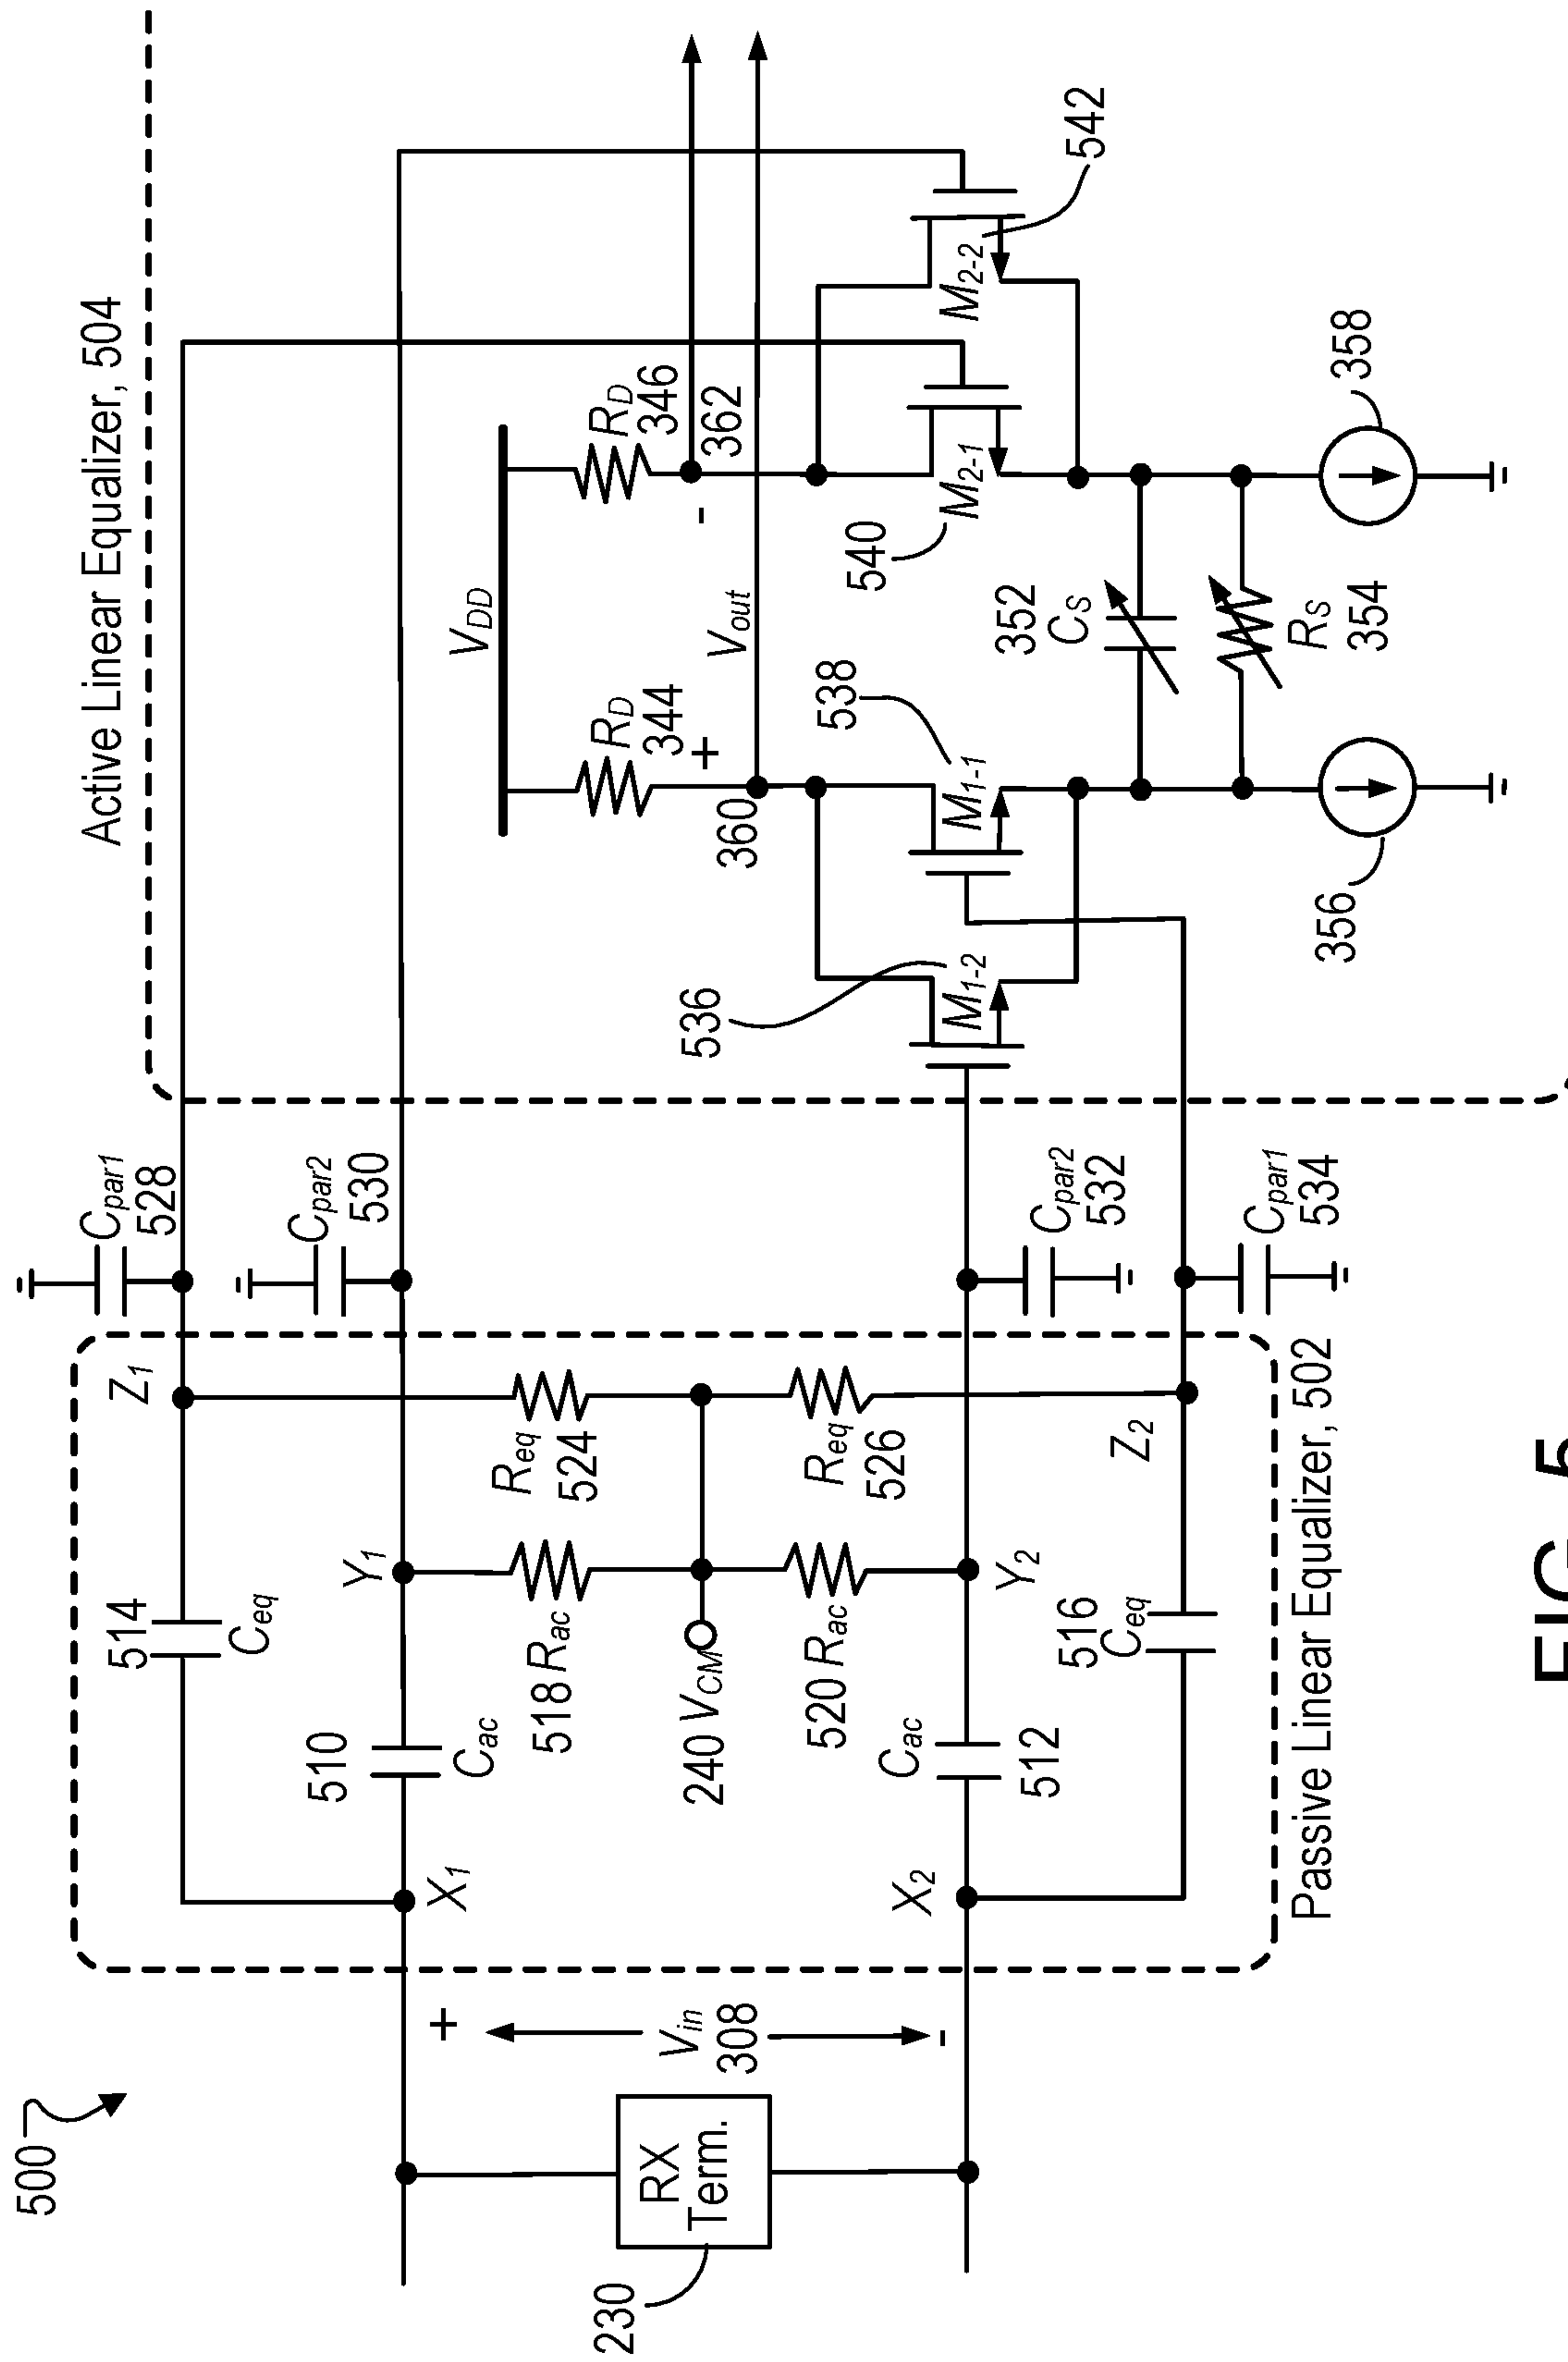 500
Active Linear Equalizer, 504
Cpar1
528
Cpar2
530
514
Ceq
Z1
Y1
510
Cac
X1
518 Rac
Req
524
240 VCM
520 Rac
Req
526
Cac
512
X2
Y2
516
Ceq
Z2
Passive Linear Equalizer, 502
+
Vin
308
-
RX
Term.
230
Cpar2
532
Cpar1
534
VDD
RD
344
RD
346
+
360
Vout
-
362
536
M1-2
538
M1-1
540
M2-1
M2-2
542
352
CS
RS
354
356
358